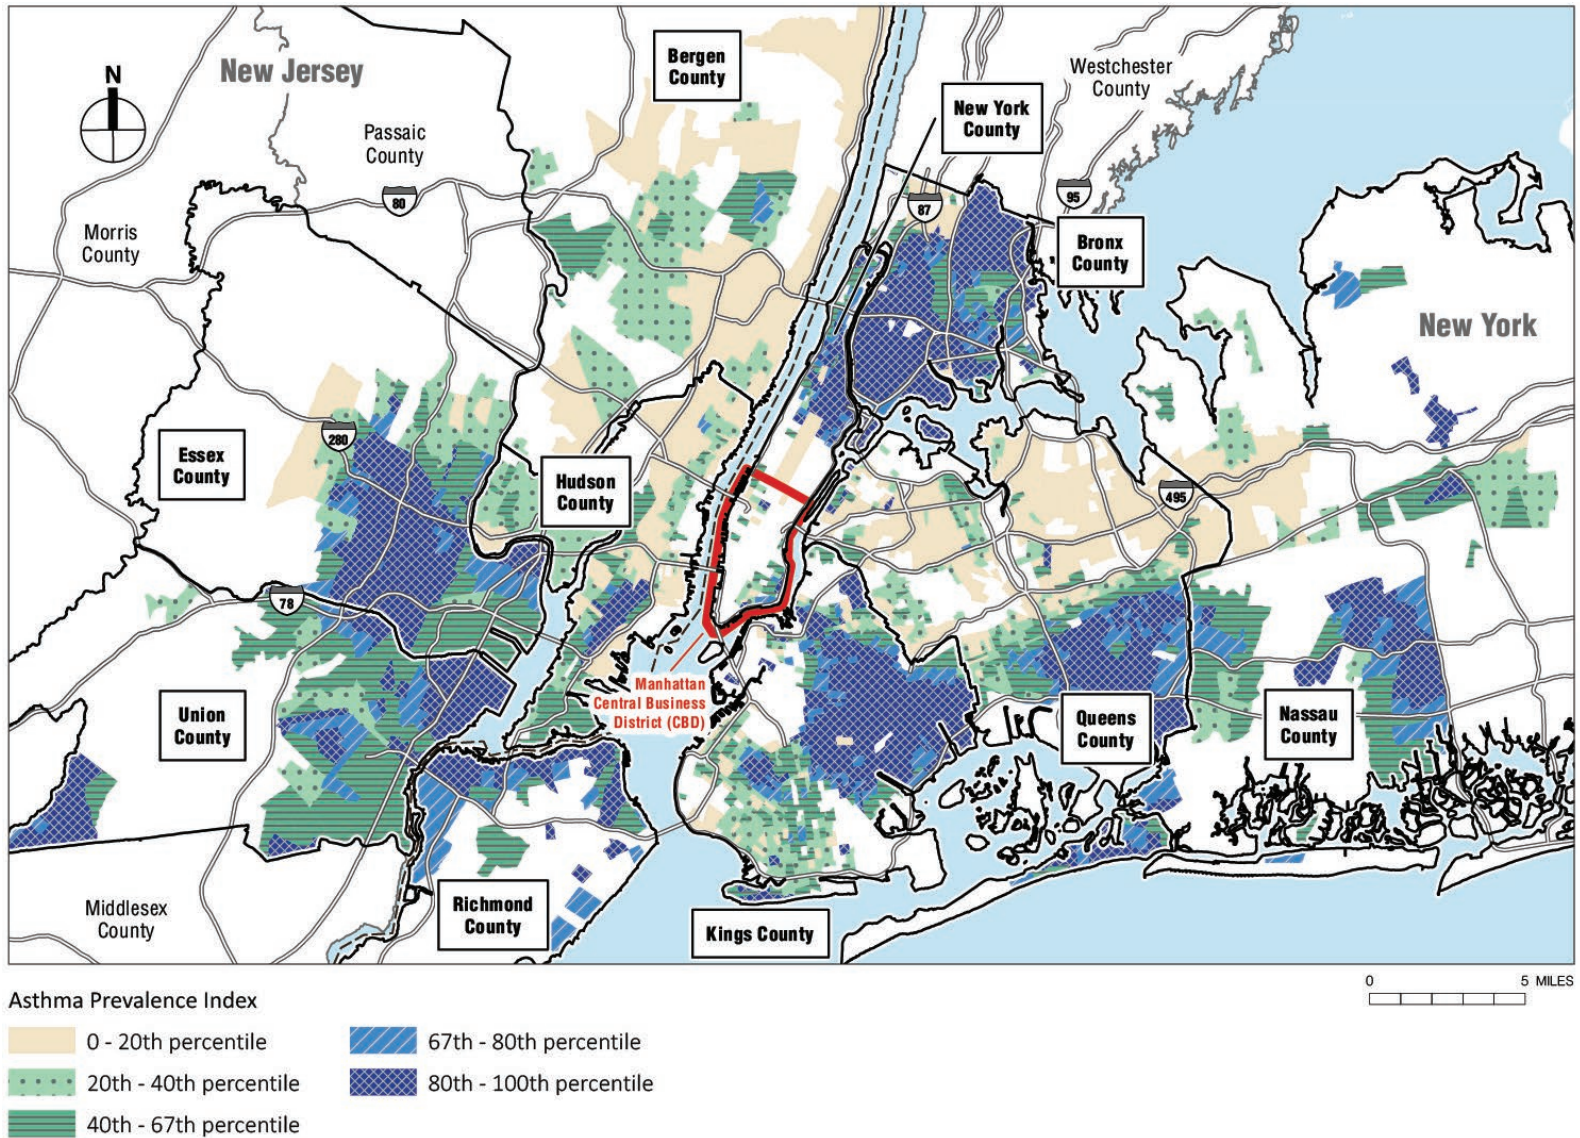 N
New Jersey
Bergen
County
Westchester
County
New York
County
Passaic
County
80
87
95
Morris
County
Bronx
County
New York
280
Essex
County
Hudson
County
495
78
Manhattan
Central Business
District (CBD)
Union
County
Queens
County
Nassau
County
Middlesex
County
Richmond
County
Kings County
0 5 MILES
Asthma Prevalence Index
0 - 20th percentile
20th - 40th percentile
40th - 67th percentile
67th - 80th percentile
80th - 100th percentile